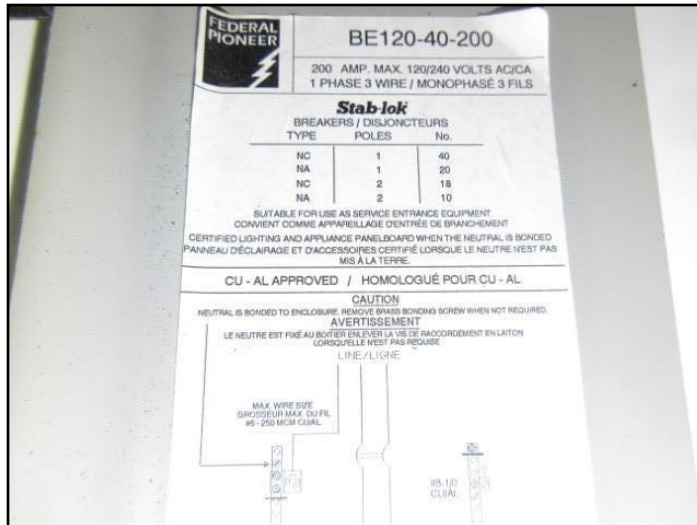 FEDERAL
PIONEER
BE120-40-200
200 AMP. MAX. 120/240 VOLTS AC/CA
1 PHASE 3 WIRE / MONOPHASÉ 3 FILS
Stab-lok
BREAKERS / DISJONCTEURS
TYPE POLES No.
NC 1 40
NA 1 20
NC 2 18
NA 2 10
SUITABLE FOR USE AS SERVICE ENTRANCE EQUIPMENT
CONVIENT COMME APPAREILLAGE D'ENTRÉE DE BRANCHEMENT
CERTIFIED LIGHTING AND APPLIANCE PANELBOARD WHEN THE NEUTRAL IS BONDED
PANNEAU D'ÉCLAIRAGE ET D'ACCESSOIRES CERTIFIÉ LORSQUE LE NEUTRE N'EST PAS
MIS À LA TERRE.
CU - AL APPROVED / HOMOLOGUÉ POUR CU - AL
CAUTION
NEUTRAL IS BONDED TO ENCLOSURE, REMOVE BRASS BONDING SCREW WHEN NOT REQUIRED.
AVERTISSEMENT
LE NEUTRE EST FIXÉ AU BOITIER ENLEVER LA VIS DE RACCORDEMENT EN LAITON
LORSQU'ELLE N'EST PAS REQUISE
LINE/LIGNE
MAX. WIRE SIZE
GROSSEUR MAX. DU FIL
#6 - 250 MCM CU/AL
#8-1/0
CU/AL